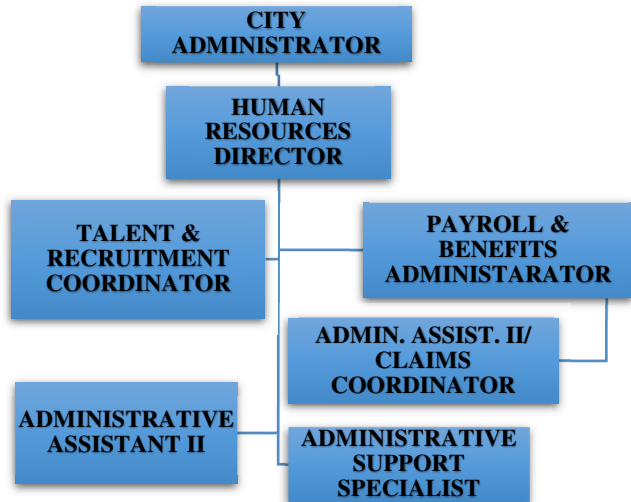 CITY
ADMINISTRATOR
HUMAN
RESOURCES
DIRECTOR
TALENT &
RECRUITMENT
COORDINATOR
PAYROLL &
BENEFITS
ADMINISTARATOR
ADMIN. ASSIST. II/
CLAIMS
COORDINATOR
ADMINISTRATIVE
ASSISTANT II
ADMINISTRATIVE
SUPPORT
SPECIALIST